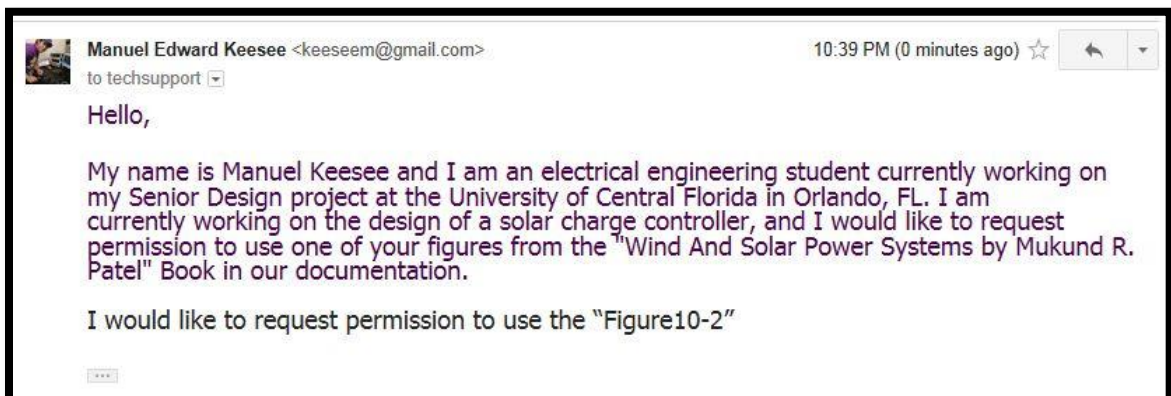 Manuel Edward Keesee <keeseem@gmail.com> 10:39 PM (0 minutes ago)
to techsupport
Hello,
My name is Manuel Keesee and I am an electrical engineering student currently working on
my Senior Design project at the University of Central Florida in Orlando, FL. I am
currently working on the design of a solar charge controller, and I would like to request
permission to use one of your figures from the "Wind And Solar Power Systems by Mukund R.
Patel" Book in our documentation.
I would like to request permission to use the “Figure10-2”